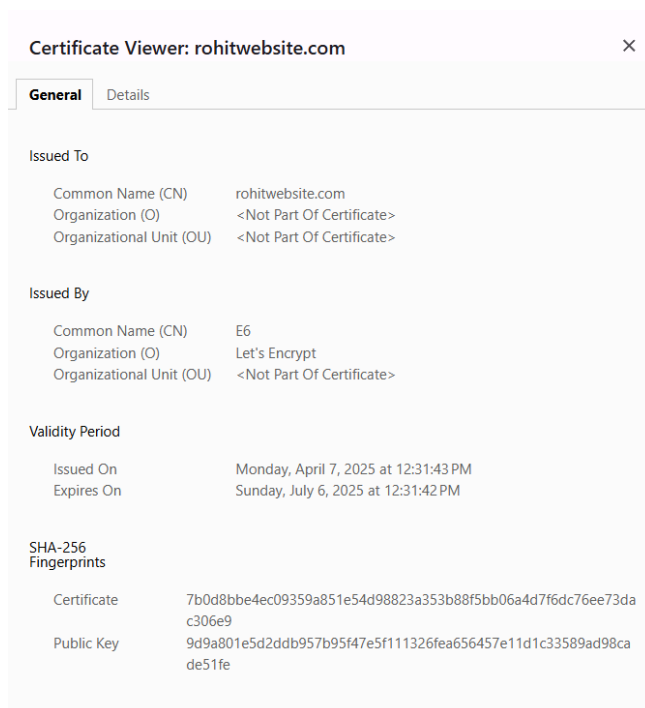 Certificate Viewer: rohitwebsite.com
General Details
Issued To
Common Name (CN) rohitwebsite.com
Organization (O) <Not Part Of Certificate>
Organizational Unit (OU) <Not Part Of Certificate>
Issued By
Common Name (CN) E6
Organization (O) Let's Encrypt
Organizational Unit (OU) <Not Part Of Certificate>
Validity Period
Issued On Monday, April 7, 2025 at 12:31:43 PM
Expires On Sunday, July 6, 2025 at 12:31:42 PM
SHA-256
Fingerprints
Certificate 7b0d8bbe4ec09359a851e54d98823a353b88f5bb06a4d7f6dc76ee73da
c306e9
Public Key 9d9a801e5d2ddb957b95f47e5f111326fea656457e11d1c33589ad98ca
de51fe